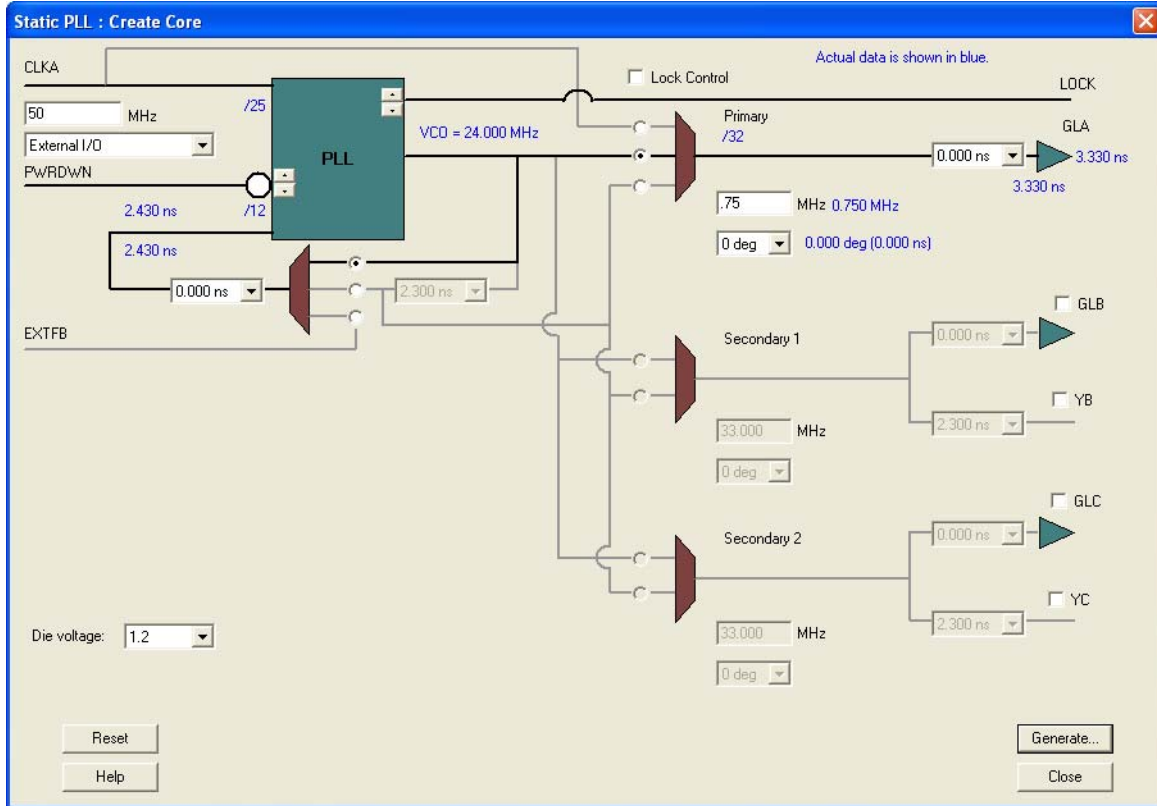 Static PLL : Create Core
Actual data is shown in blue.
CLKA
Lock Control
LOCK
50 MHz
/25
External I/O
VCO = 24.000 MHz
Primary
/32
GLA
PLL
0.000 ns
3.330 ns
3.330 ns
PWRDWN
2.430 ns
/12
.75 MHz 0.750 MHz
0 deg 0.000 deg (0.000 ns)
2.430 ns
0.000 ns
2.300 ns
EXTFB
GLB
Secondary 1
0.000 ns
YB
33.000 MHz
2.300 ns
0 deg
GLC
Secondary 2
0.000 ns
YC
33.000 MHz
2.300 ns
0 deg
Die voltage: 1.2
Reset
Generate...
Help
Close